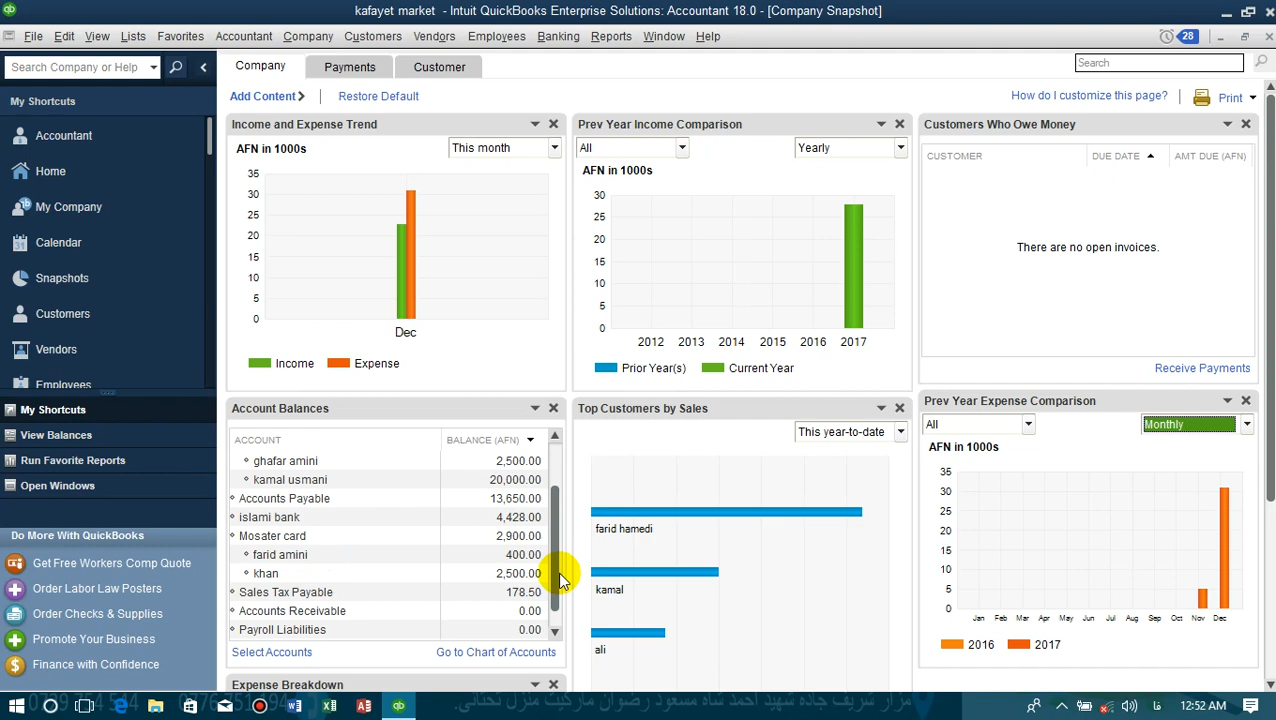 kafayet market - Intuit QuickBooks Enterprise Solutions: Accountant 18.0 - [Company Snapshot]
File Edit View Lists Favorites Accountant Company Customers Vendors Employees Banking Reports Window Help
28
Search Company or Help
Company Payments Customer
Search
My Shortcuts
Add Content Restore Default
How do I customize this page? Print
Accountant
Home
My Company
Calendar
Snapshots
Customers
Vendors
Employees
My Shortcuts
View Balances
Run Favorite Reports
Open Windows
Do More With QuickBooks
Get Free Workers Comp Quote
Order Labor Law Posters
Order Checks & Supplies
Promote Your Business
Finance with Confidence
Income and Expense Trend
AFN in 1000s
This month
35
30
25
20
15
10
5
0
Dec
Income Expense
Prev Year Income Comparison
All Yearly
AFN in 1000s
30
25
20
15
10
5
0
2012 2013 2014 2015 2016 2017
Prior Year(s) Current Year
Customers Who Owe Money
CUSTOMER DUE DATE AMT DUE (AFN)
There are no open invoices.
Receive Payments
Account Balances
ACCOUNT BALANCE (AFN)
ghafar amini 2,500.00
kamal usmani 20,000.00
Accounts Payable 13,650.00
islami bank 4,428.00
Mosater card 2,900.00
farid amini 400.00
khan 2,500.00
Sales Tax Payable 178.50
Accounts Receivable 0.00
Payroll Liabilities 0.00
Select Accounts Go to Chart of Accounts
Expense Breakdown
Top Customers by Sales
This year-to-date
farid hamedi
kamal
ali
Prev Year Expense Comparison
All Monthly
AFN in 1000s
35
30
25
20
15
10
5
0
Jan Feb Mar Apr May Jun Jul Aug Sep Oct Nov Dec
2016 2017
12:52 AM